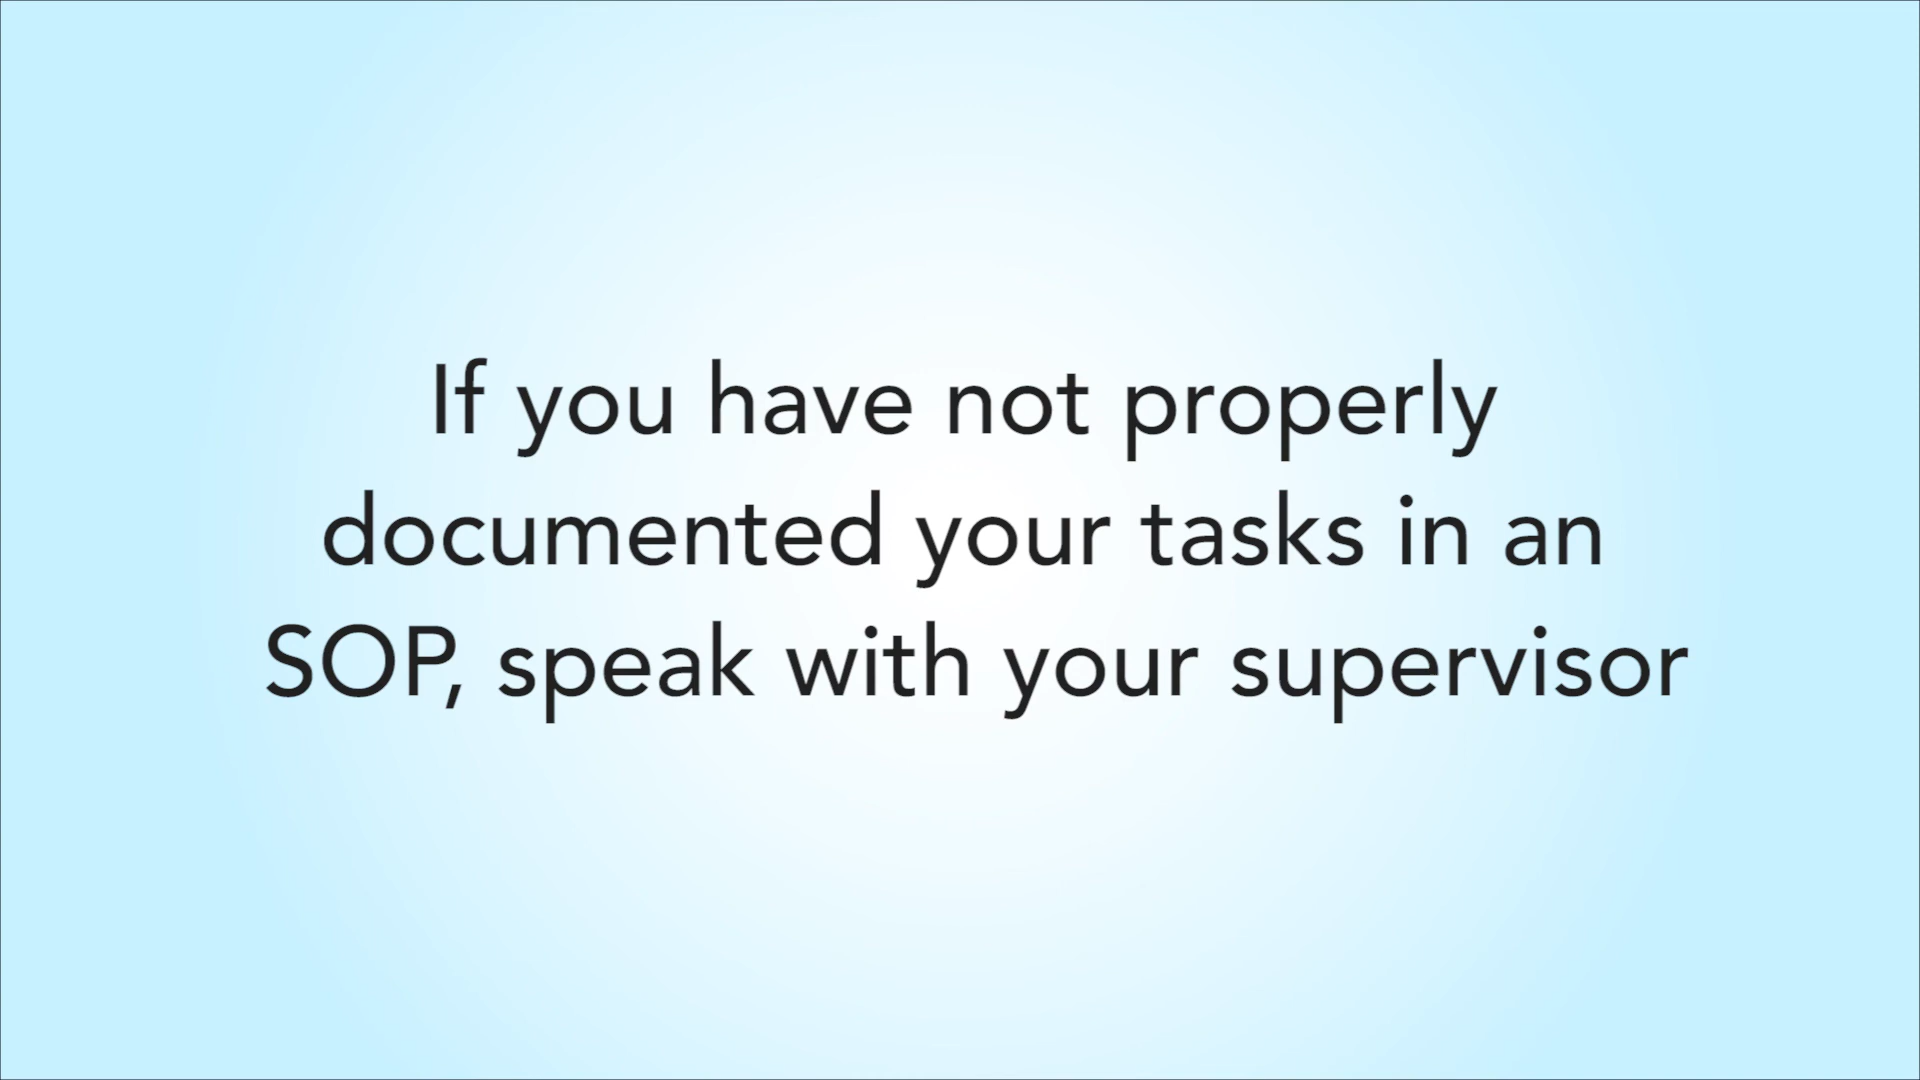 If you have not properly
documented your tasks in an
SOP, speak with your supervisor